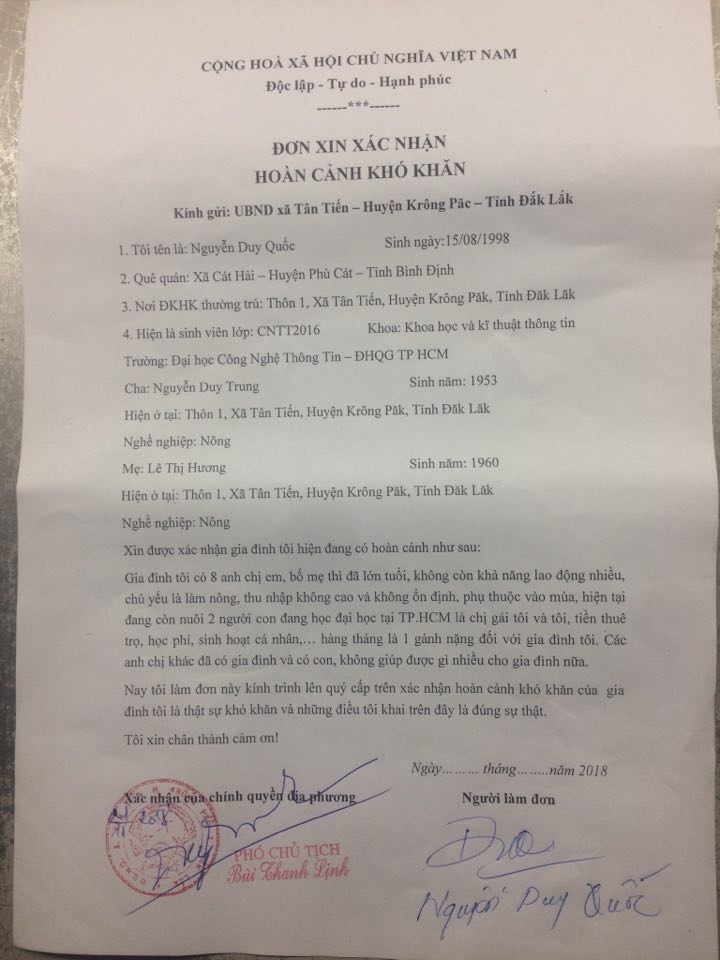 CỘNG HOÀ XÃ HỘI CHỦ NGHĨA VIỆT NAM
Độc lập - Tự do - Hạnh phúc
------***------
ĐƠN XIN XÁC NHẬN
HOÀN CẢNH KHÓ KHĂN
Kính gửi: UBND xã Tân Tiến – Huyện Krông Păc – Tỉnh Đắk Lắk
1. Tôi tên là: Nguyễn Duy Quốc Sinh ngày:15/08/1998
2. Quê quán: Xã Cát Hải – Huyện Phù Cát – Tỉnh Bình Định
3. Nơi ĐKHK thường trú: Thôn 1, Xã Tân Tiến, Huyện Krông Păk, Tỉnh Đăk Lăk
4. Hiện là sinh viên lớp: CNTT2016 Khoa: Khoa học và kĩ thuật thông tin
Trường: Đại học Công Nghệ Thông Tin – ĐHQG TP HCM
Cha: Nguyễn Duy Trung Sinh năm: 1953
Hiện ở tại: Thôn 1, Xã Tân Tiến, Huyện Krông Păk, Tỉnh Đăk Lăk
Nghề nghiệp: Nông
Mẹ: Lê Thị Hương Sinh năm: 1960
Hiện ở tại: Thôn 1, Xã Tân Tiến, Huyện Krông Păk, Tỉnh Đăk Lăk
Nghề nghiệp: Nông
Xin được xác nhận gia đình tôi hiện đang có hoàn cảnh như sau:
Gia đình tôi có 8 anh chị em, bố mẹ thì đã lớn tuổi, không còn khả năng lao động nhiều,
chủ yếu là làm nông, thu nhập không cao và không ổn định, phụ thuộc vào mùa, hiện tại
đang còn nuôi 2 người con đang học đại học tại TP.HCM là chị gái tôi và tôi, tiền thuê
trọ, học phí, sinh hoạt cá nhân,… hàng tháng là 1 gánh nặng đối với gia đình tôi. Các
anh chị khác đã có gia đình và có con, không giúp được gì nhiều cho gia đình nữa.
Nay tôi làm đơn này kính trình lên quý cấp trên xác nhận hoàn cảnh khó khăn của gia
đình tôi là thật sự khó khăn và những điều tôi khai trên đây là đúng sự thật.
Tôi xin chân thành cảm ơn!
Ngày……… tháng……..năm 2018
Xác nhận của chính quyền địa phương Người làm đơn
2018
PHÓ CHỦ TỊCH
Bùi Thanh Lịnh
Nguyễn Duy Quốc